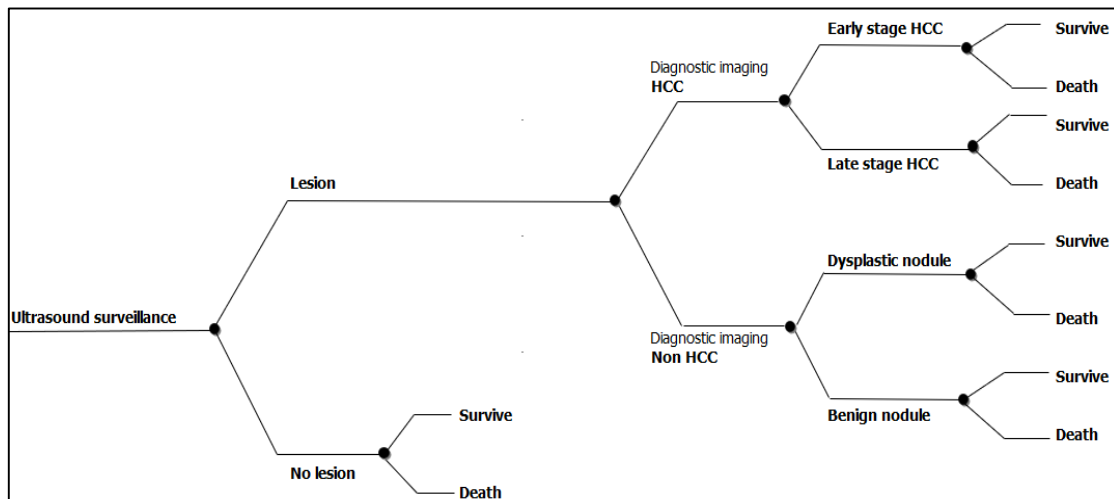 Early stage HCC
Survive
Diagnostic imaging
HCC
Death
Survive
Late stage HCC
Death
Lesion
Survive
Dysplastic nodule
Death
Ultrasound surveillance
Diagnostic imaging
Non HCC
Survive
Benign nodule
Death
Survive
No lesion
Death